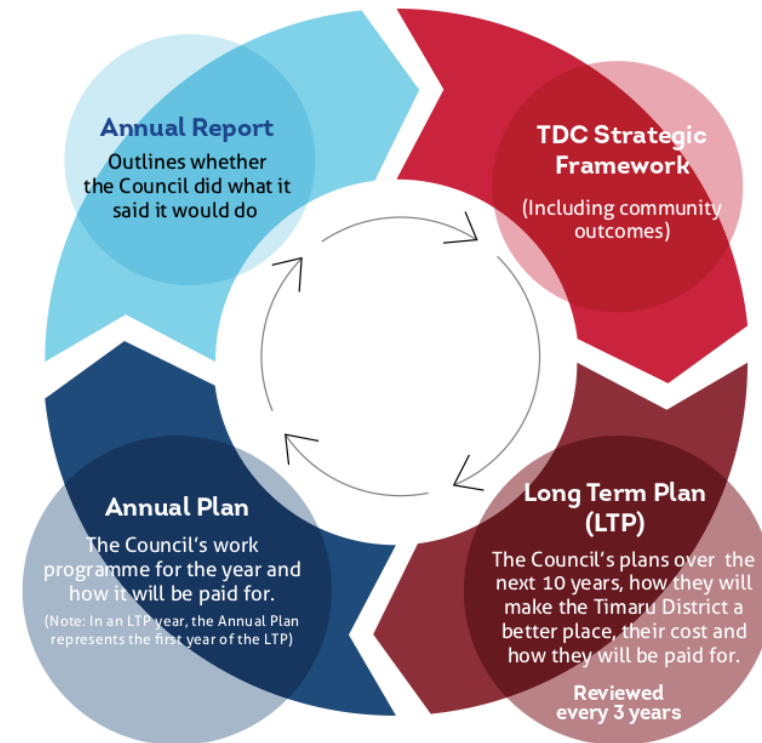 Annual Report
Outlines whether
the Council did what it
said it would do
TDC Strategic
Framework
(Including community
outcomes)
Annual Plan
The Council's work
programme for the year and
how it will be paid for.
(Note: In an LTP year, the Annual Plan
represents the first year of the LTP)
Long Term Plan
(LTP)
The Council's plans over the
next 10 years, how they will
make the Timaru District a
better place, their cost and
how they will be paid for.
Reviewed
every 3 years